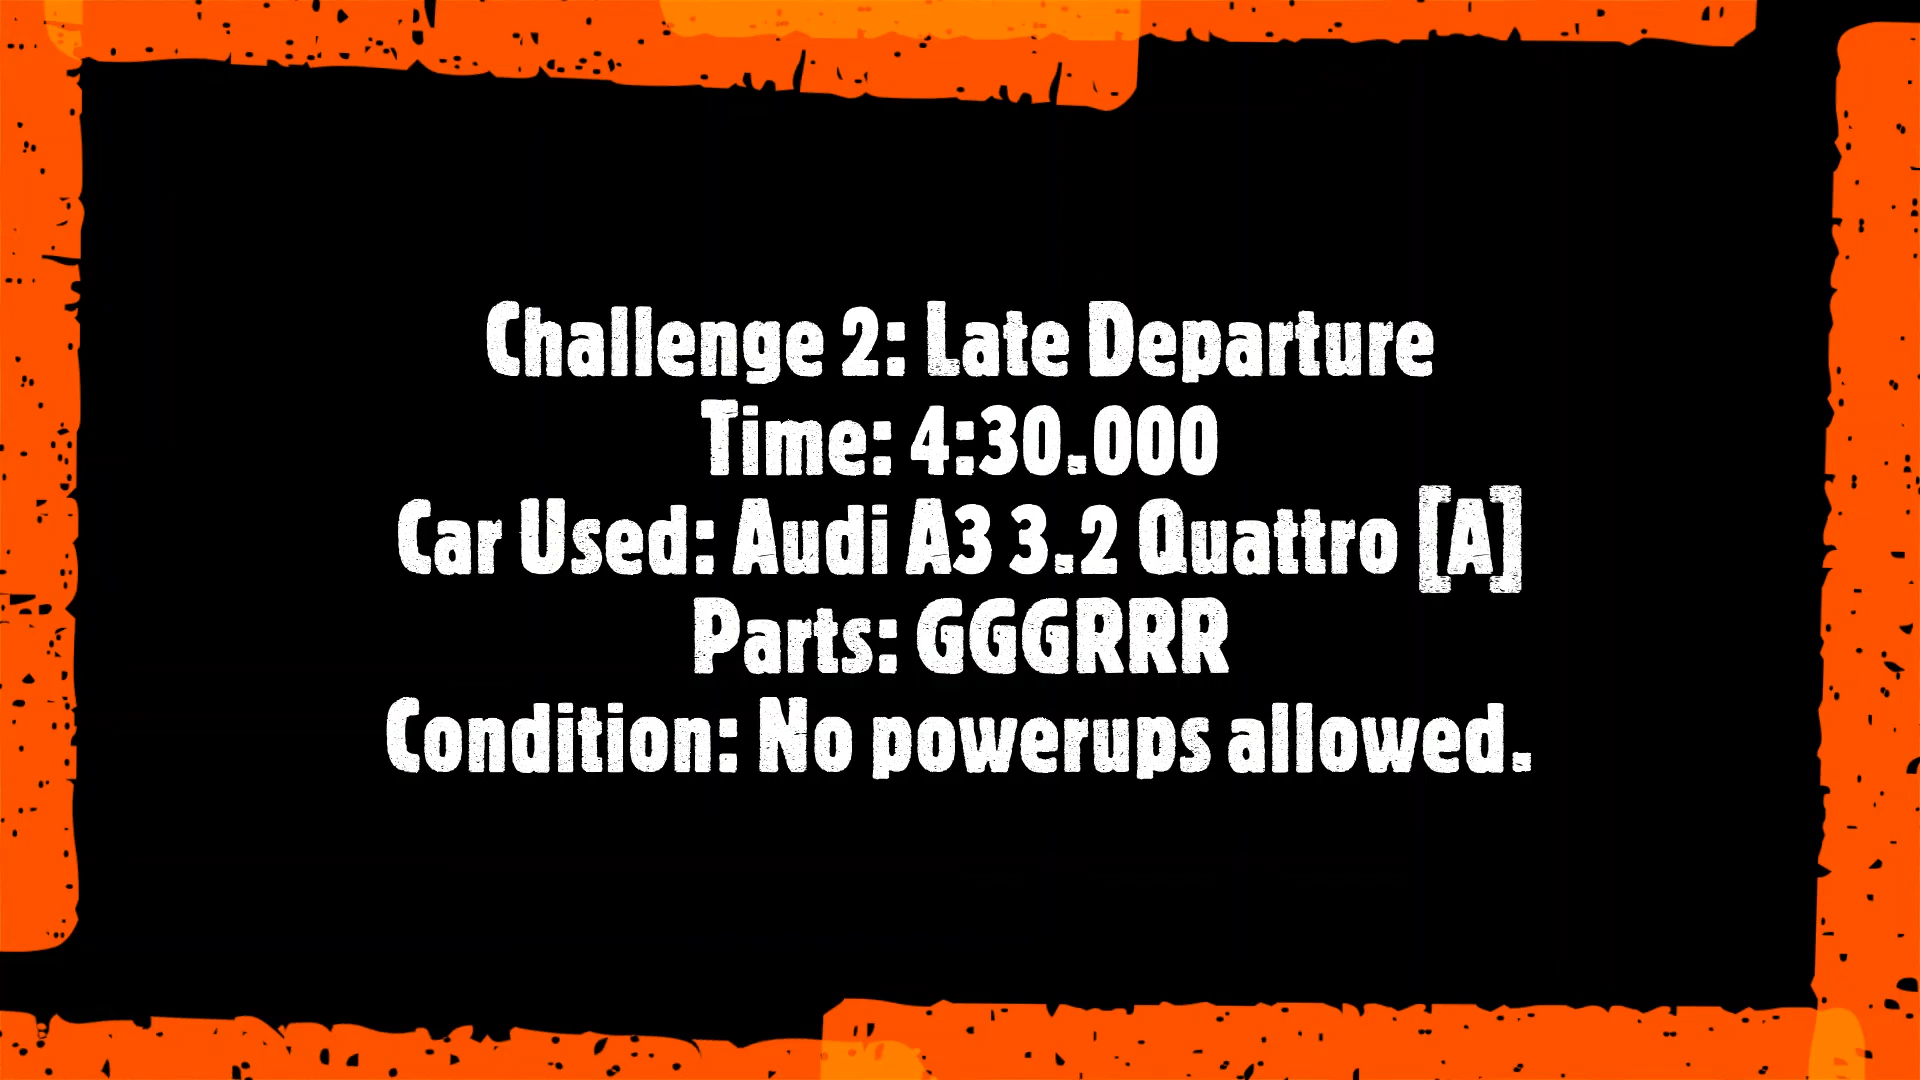 Challenge 2: Late Departure
Time: 4:30.000
Car Used: Audi A3 3.2 Quattro [A]
Parts: GGGRRR
Condition: No powerups allowed.